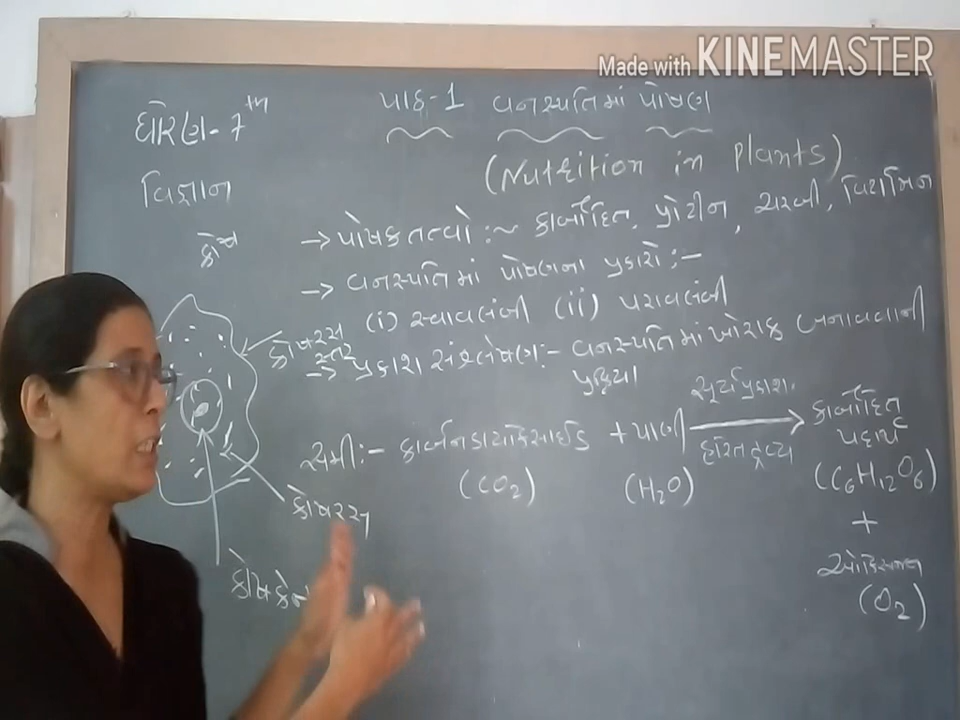 Made with KINEMASTER
ધોરણ-7th
પાઠ-1 વનસ્પતિમાં પોષણ
(Nutrition in plants)
વિજ્ઞાન
કોષ
→ પોષકતત્વો :~ કાર્બોદિત, પ્રોટીન, ચરબી, વિટામિન
→ વનસ્પતિમાં પોષણના પ્રકારો :-
(i) સ્વાવલંબી (ii) પરાવલંબી
કોષરસ
સ્તર
→ પ્રકાશ સંશ્લેષણ :- વનસ્પતિમાં ખોરાક બનાવવાની
પ્રક્રિયા
સમી :- કાર્બનડાયોક્સાઈડ + પાણી સૂર્યપ્રકાશ → કાર્બોદિત
હરિતદ્રવ્ય પદાર્થ
(CO2) (H2O) (C6H12O6)
કોષરસ
+
ઓક્સિજન
(O2)